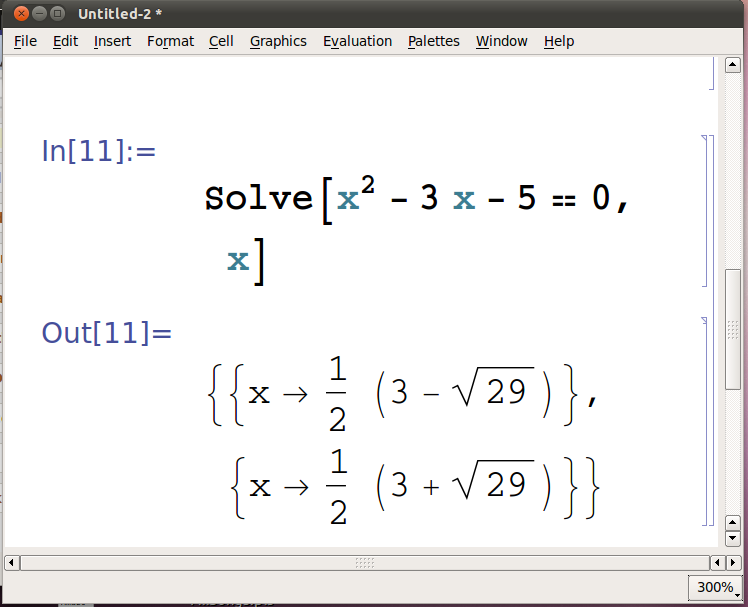 Untitled-2 *
File Edit Insert Format Cell Graphics Evaluation Palettes Window Help
In[11]:=
Solve[x² - 3 x - 5 == 0,
x]
Out[11]=
{{x → 1/2 (3 - √29)},
{x → 1/2 (3 + √29)}}
300%